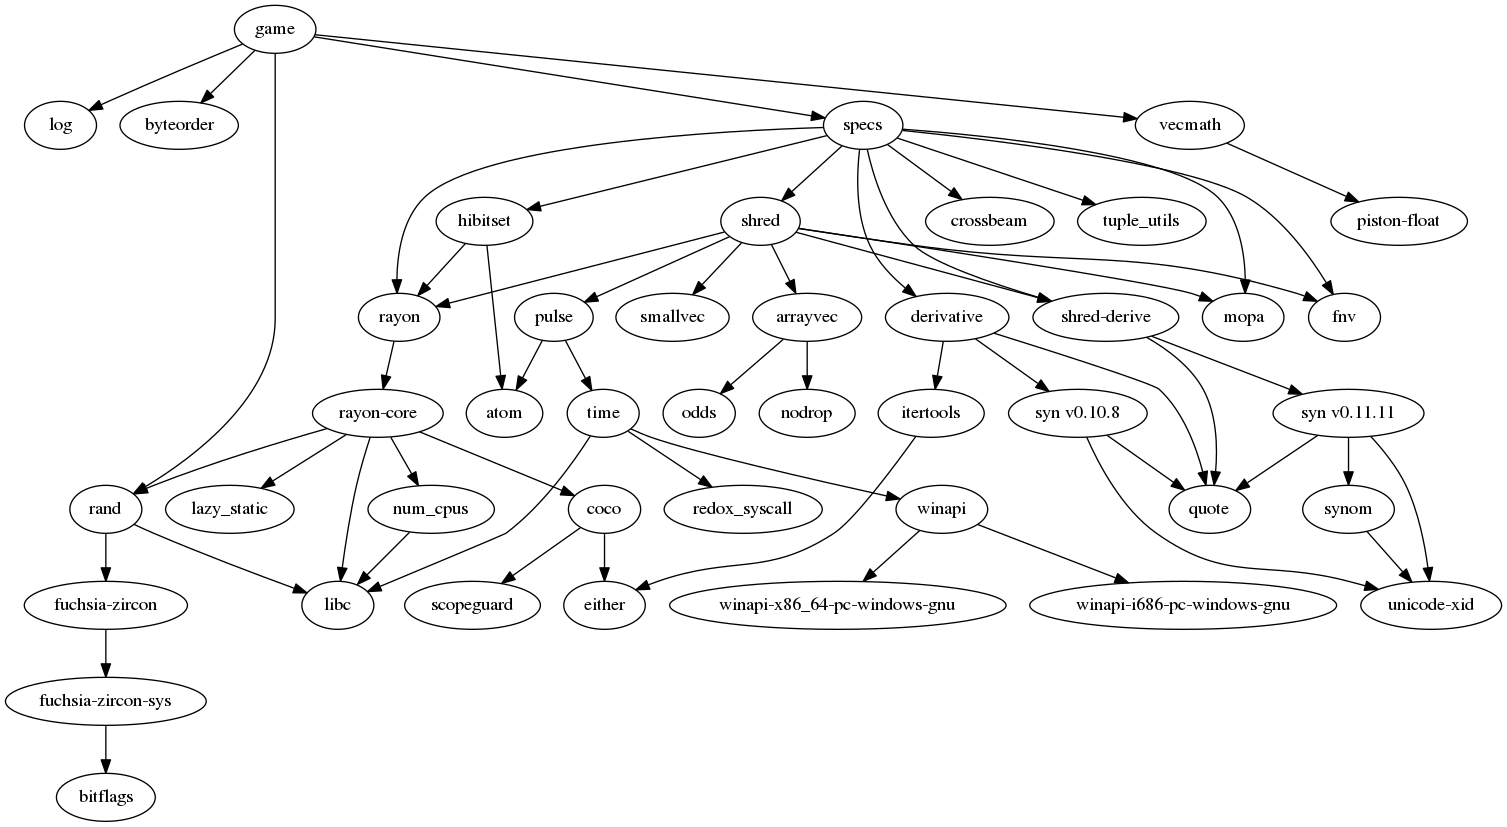 game
log
byteorder
specs
vecmath
hibitset
shred
crossbeam
tuple_utils
piston-float
rayon
pulse
smallvec
arrayvec
derivative
shred-derive
mopa
fnv
rayon-core
atom
time
odds
nodrop
itertools
syn v0.10.8
syn v0.11.11
rand
lazy_static
num_cpus
coco
redox_syscall
winapi
quote
synom
fuchsia-zircon
libc
scopeguard
either
winapi-x86_64-pc-windows-gnu
winapi-i686-pc-windows-gnu
unicode-xid
fuchsia-zircon-sys
bitflags